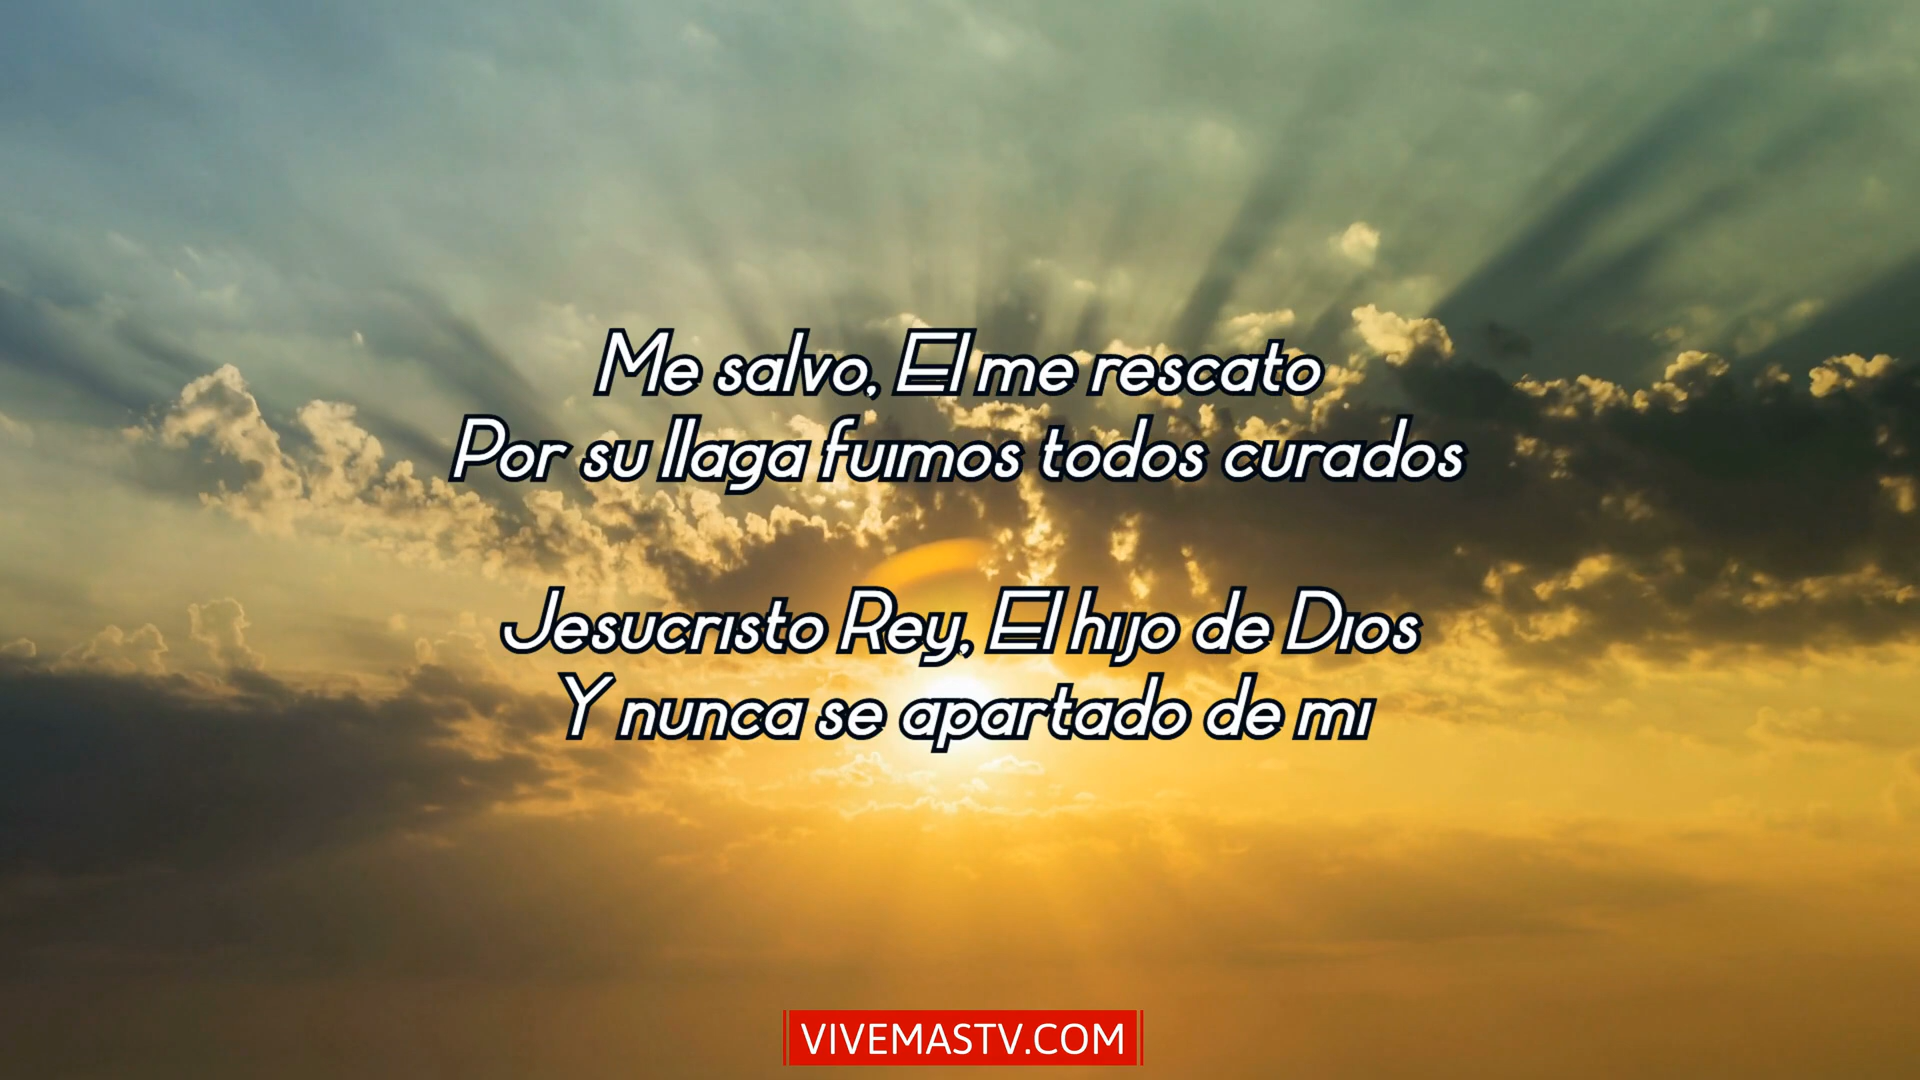 Me salvo, El me rescato
Por su llaga fuimos todos curados
Jesucristo Rey, El hijo de Dios
Y nunca se apartado de mi
VIVEMASTV.COM